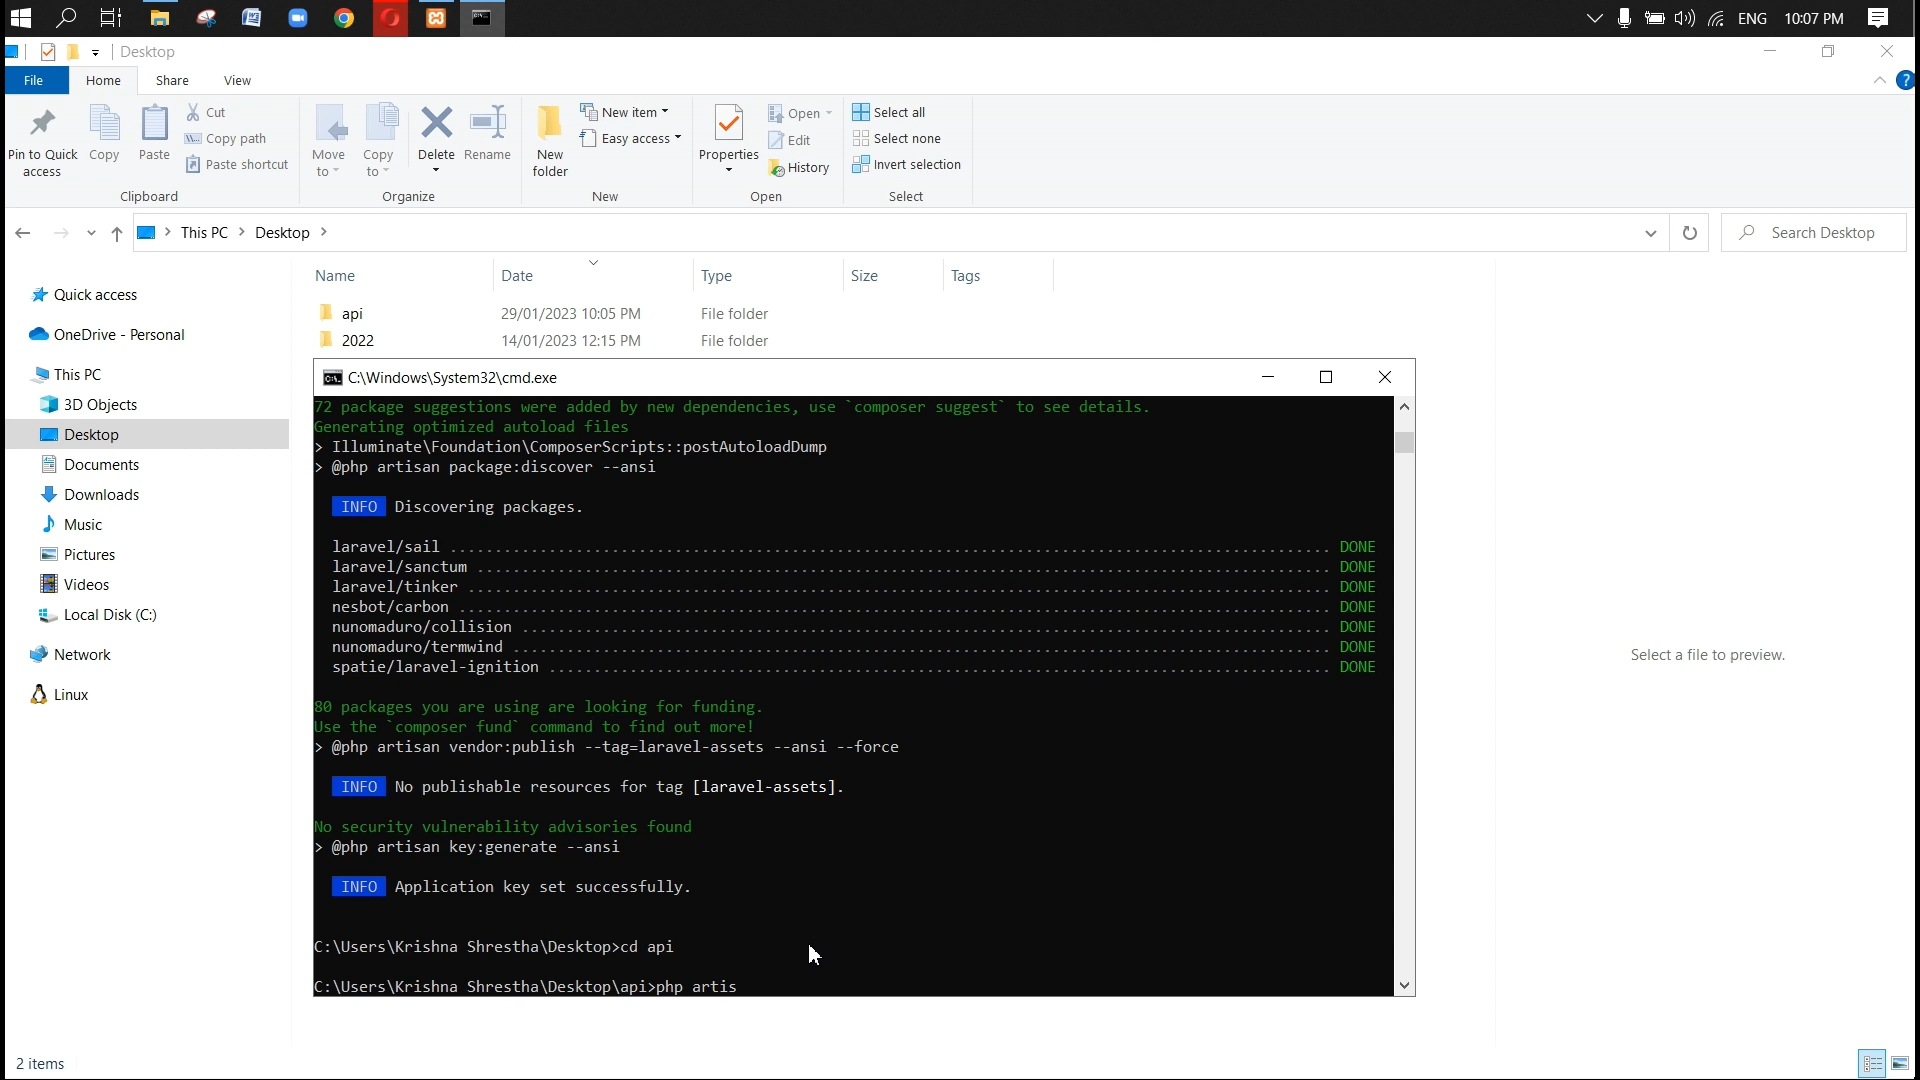 ENG 10:07 PM
Desktop
File Home Share View
Pin to Quick access
Copy
Paste
Cut
Copy path
Paste shortcut
Clipboard
Move to
Copy to
Delete
Rename
Organize
New folder
New item
Easy access
New
Properties
Open
Edit
History
Open
Select all
Select none
Invert selection
Select
This PC > Desktop >
Search Desktop
Name Date Type Size Tags
api 29/01/2023 10:05 PM File folder
2022 14/01/2023 12:15 PM File folder
Quick access
OneDrive - Personal
This PC
3D Objects
Desktop
Documents
Downloads
Music
Pictures
Videos
Local Disk (C:)
Network
Linux
C:\Windows\System32\cmd.exe
72 package suggestions were added by new dependencies, use `composer suggest` to see details.
Generating optimized autoload files
> Illuminate\Foundation\ComposerScripts::postAutoloadDump
> @php artisan package:discover --ansi
INFO Discovering packages.
laravel/sail ........ DONE
laravel/sanctum ........ DONE
laravel/tinker ........ DONE
nesbot/carbon ........ DONE
nunomaduro/collision ........ DONE
nunomaduro/termwind ........ DONE
spatie/laravel-ignition ........ DONE
80 packages you are using are looking for funding.
Use the `composer fund` command to find out more!
> @php artisan vendor:publish --tag=laravel-assets --ansi --force
INFO No publishable resources for tag [laravel-assets].
No security vulnerability advisories found
> @php artisan key:generate --ansi
INFO Application key set successfully.
C:\Users\Krishna Shrestha\Desktop>cd api
C:\Users\Krishna Shrestha\Desktop\api>php artis
Select a file to preview.
2 items